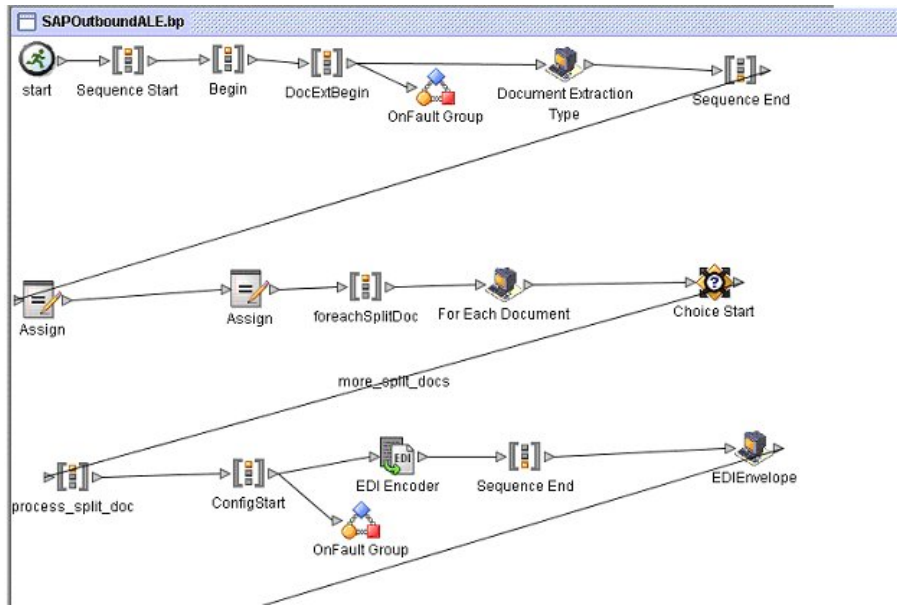 SAPOutboundALE.bp
start
Sequence Start
Begin
DocExtBegin
OnFault Group
Document Extraction
Type
Sequence End
Assign
Assign
foreachSplitDoc
For Each Document
Choice Start
more_split_docs
process_split_doc
ConfigStart
OnFault Group
EDI
EDI Encoder
Sequence End
EDIEnvelope